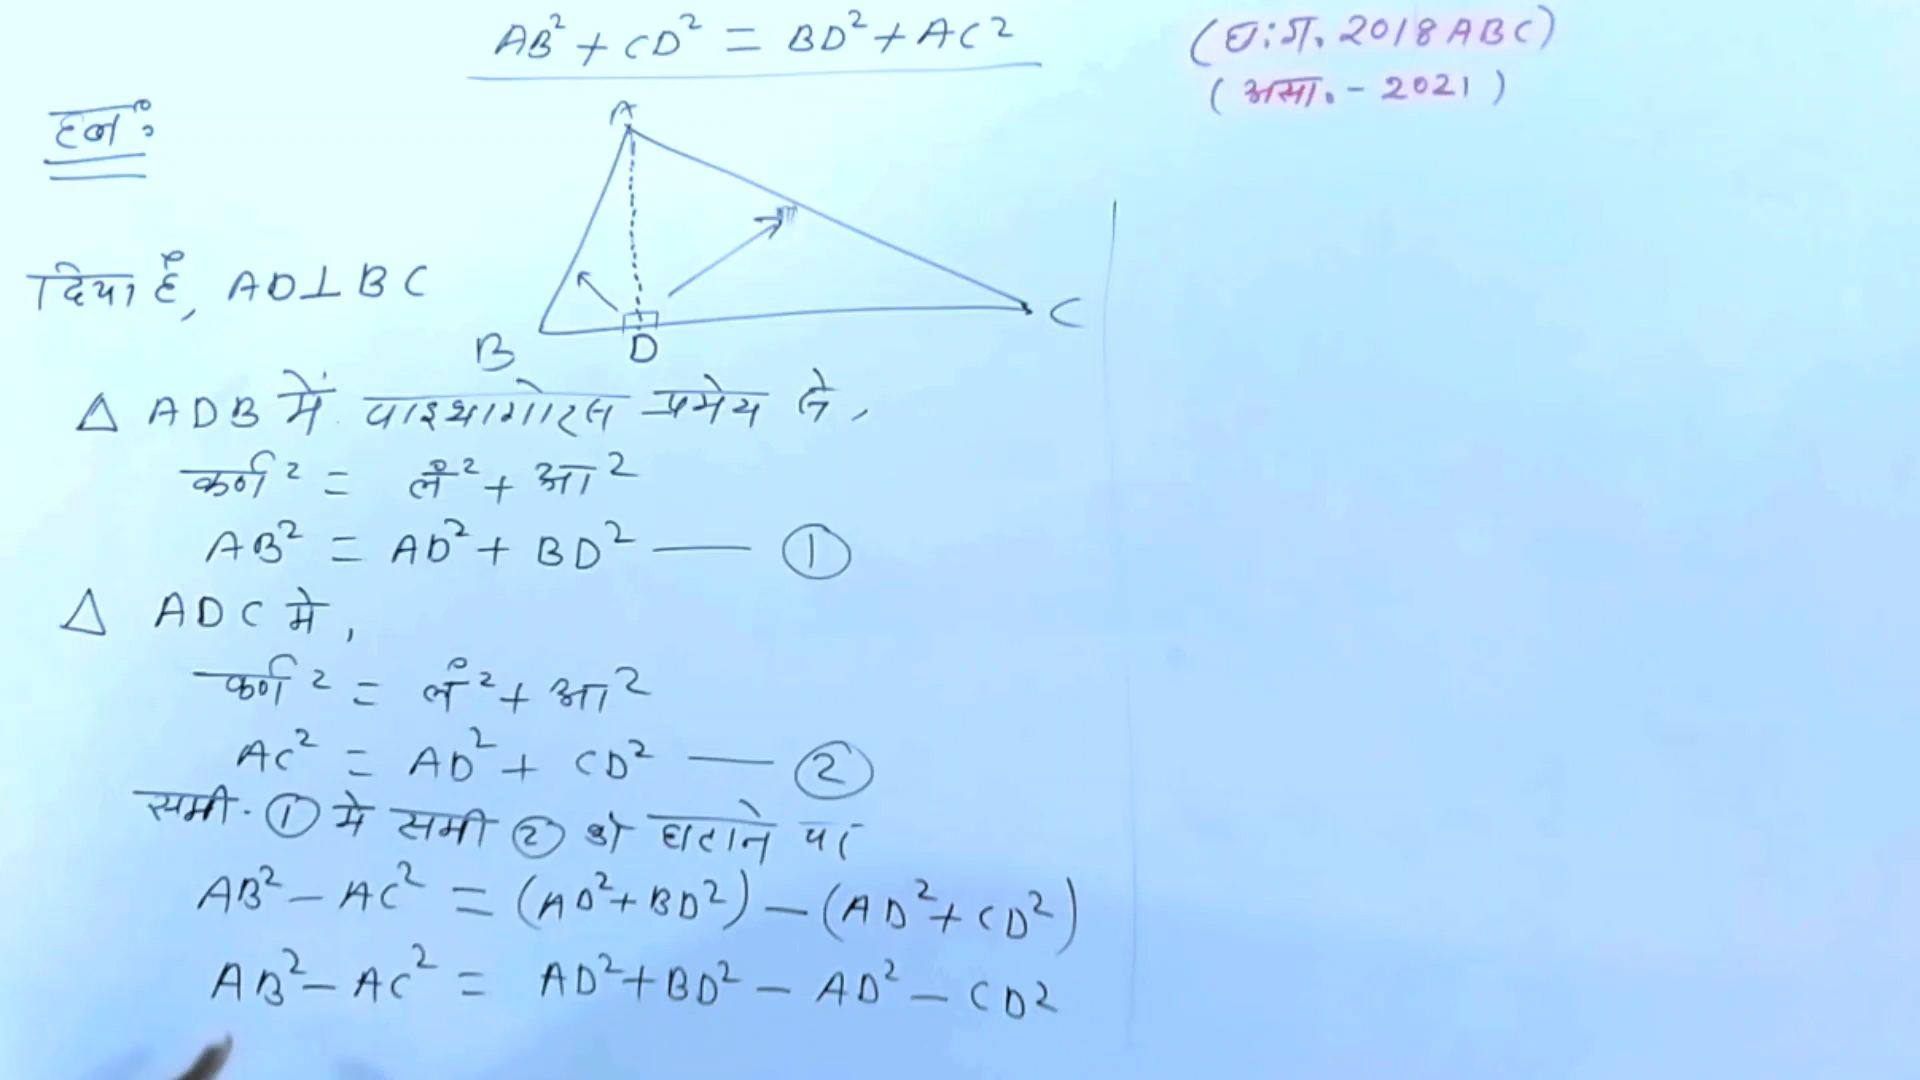 AB² + CD² = BD² + AC²
(छ.ग. 2018 ABC)
(असा. - 2021)
हल :
A
B
D
C
दिया है, AD⊥BC
△ ADB में पाइथागोरस प्रमेय से,
कर्ण² = लं² + आ²
AB² = AD² + BD² —— ①
△ ADC में,
कर्ण² = लं² + आ²
AC² = AD² + CD² —— ②
समी. ① में समी ② को घटाने पर
AB² - AC² = (AD² + BD²) - (AD² + CD²)
AB² - AC² = AD² + BD² - AD² - CD²